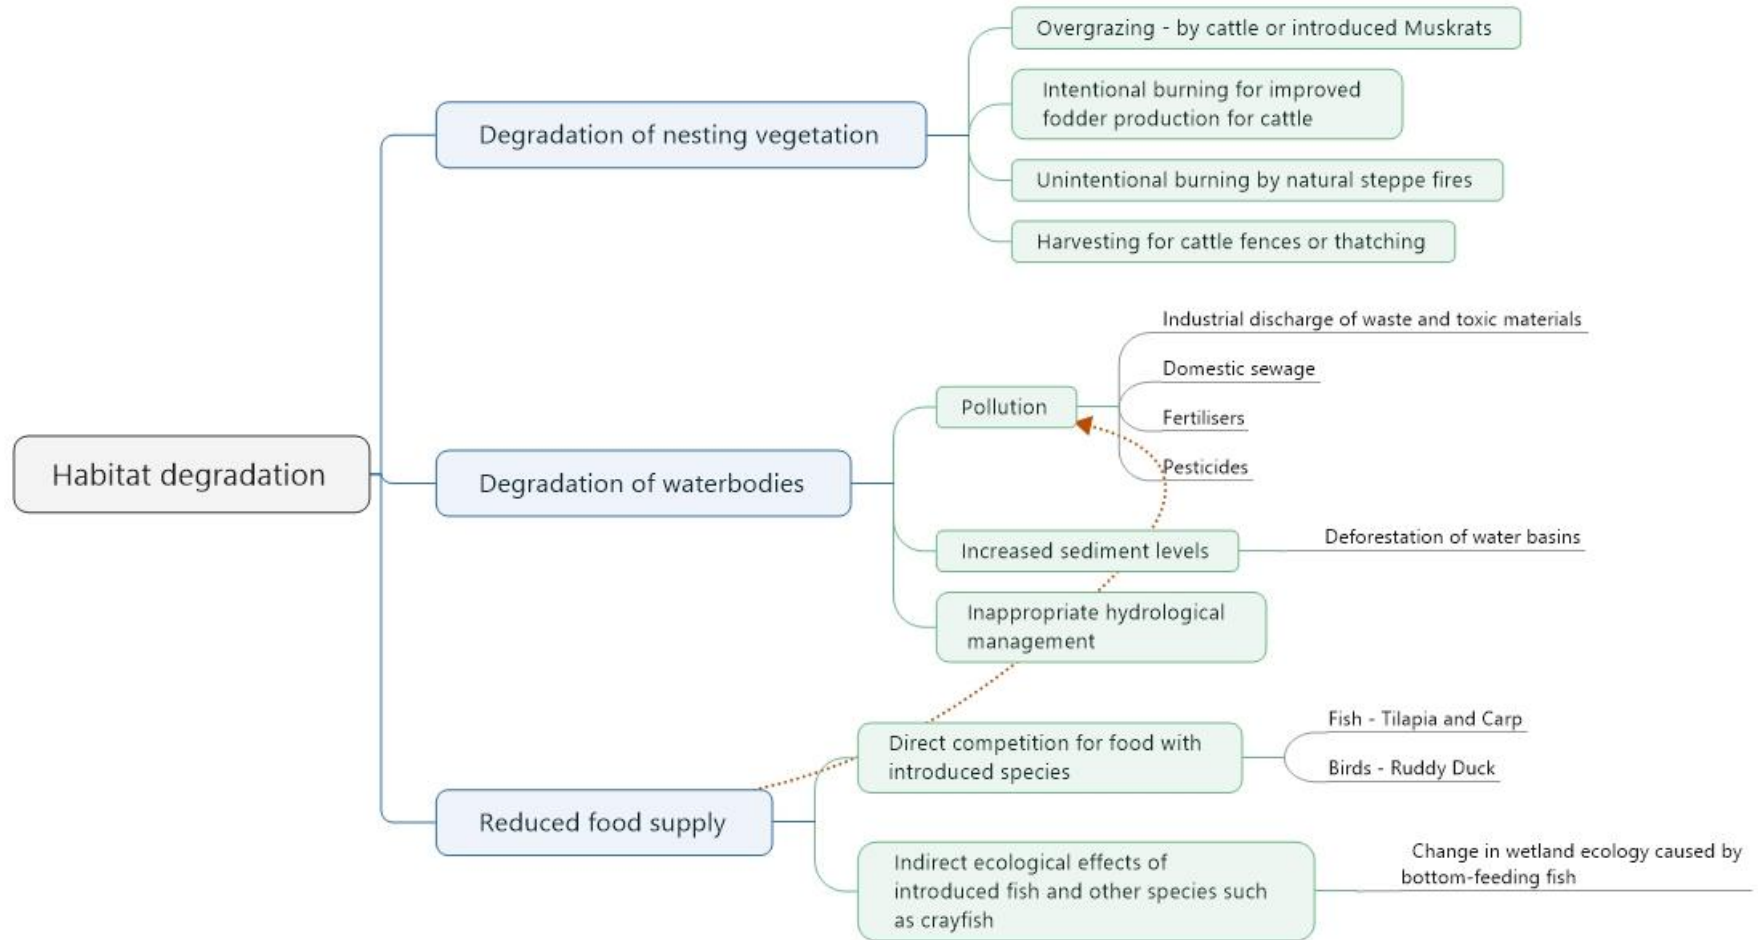 Overgrazing - by cattle or introduced Muskrats
Intentional burning for improved
fodder production for cattle
Degradation of nesting vegetation
Unintentional burning by natural steppe fires
Harvesting for cattle fences or thatching
Industrial discharge of waste and toxic materials
Domestic sewage
Pollution
Fertilisers
Pesticides
Habitat degradation
Degradation of waterbodies
Increased sediment levels
Deforestation of water basins
Inappropriate hydrological
management
Direct competition for food with
introduced species
Fish - Tilapia and Carp
Birds - Ruddy Duck
Reduced food supply
Indirect ecological effects of
introduced fish and other species such
as crayfish
Change in wetland ecology caused by
bottom-feeding fish